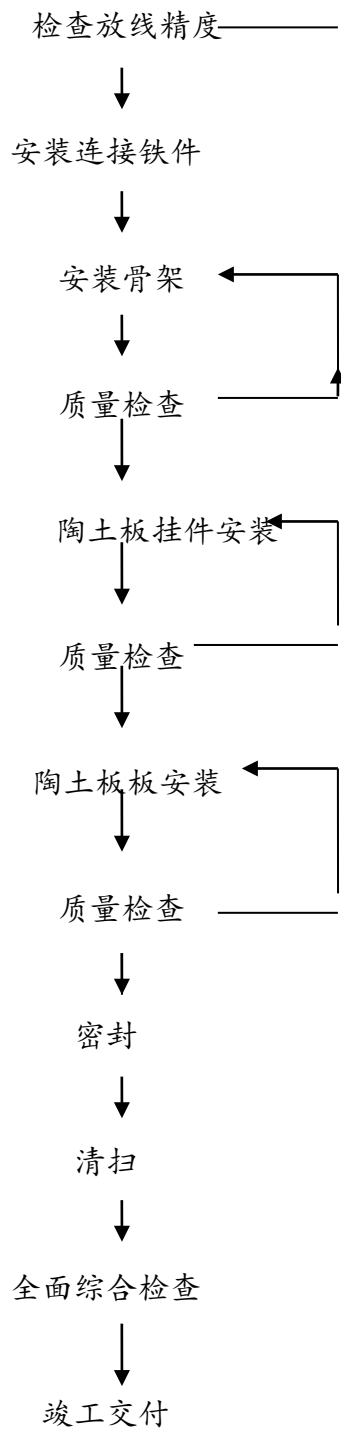 检查放线精度
安装连接铁件
安装骨架
质量检查
陶土板挂件安装
质量检查
陶土板板安装
质量检查
密封
清扫
全面综合检查
竣工交付